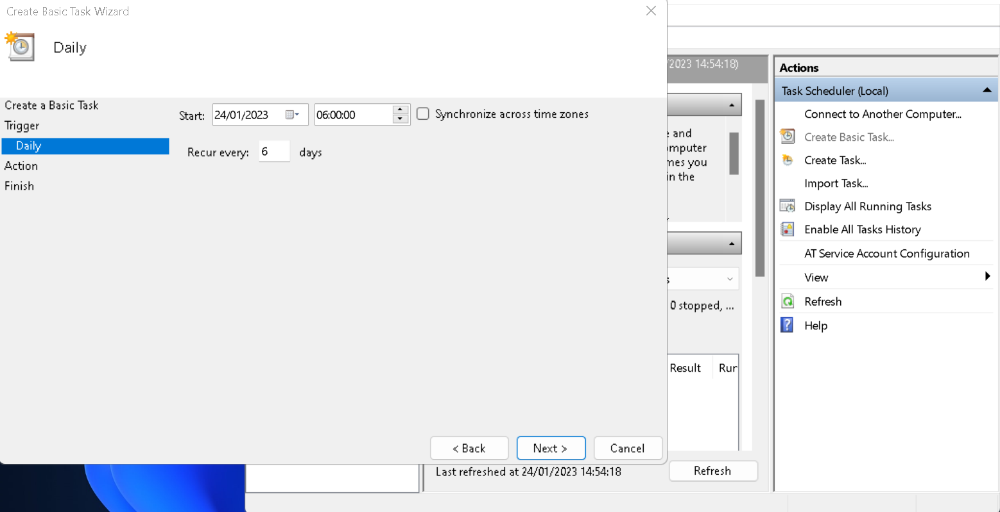 Create Basic Task Wizard
Daily
Create a Basic Task
Trigger
Daily
Action
Finish
Start: 24/01/2023 06:00:00 Synchronize across time zones
Recur every: 6 days
< Back Next > Cancel
/2023 14:54:18)
e and
omputer
mes you
in the
s
0 stopped, ...
Result Run
Last refreshed at 24/01/2023 14:54:18 Refresh
Actions
Task Scheduler (Local)
Connect to Another Computer...
Create Basic Task...
Create Task...
Import Task...
Display All Running Tasks
Enable All Tasks History
AT Service Account Configuration
View
Refresh
Help